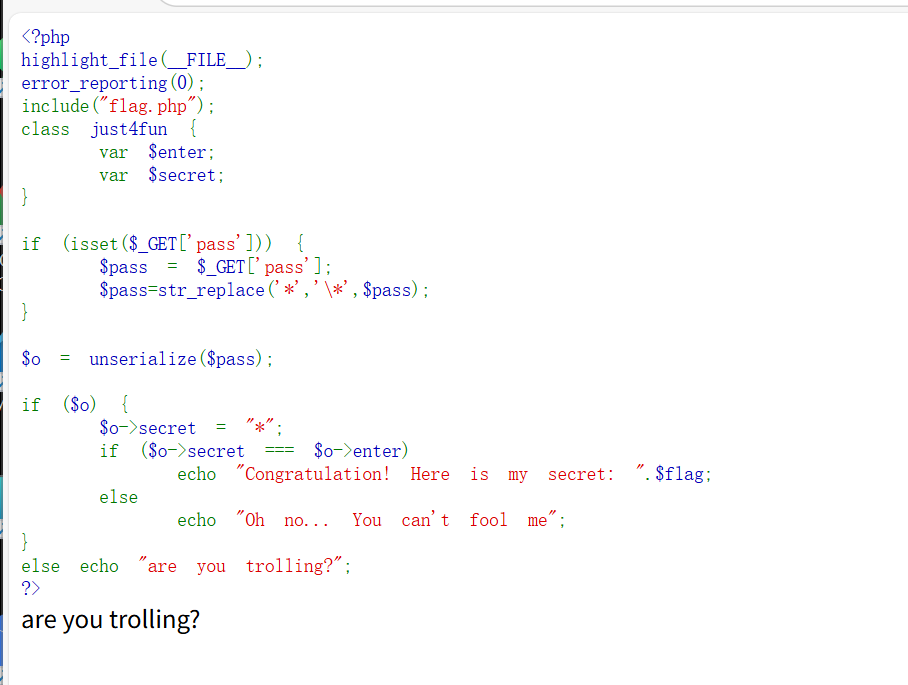 <?php
highlight_file(__FILE__);
error_reporting(0);
include("flag.php");
class just4fun {
var $enter;
var $secret;
}
if (isset($_GET['pass'])) {
$pass = $_GET['pass'];
$pass=str_replace('*','\*',$pass);
}
$o = unserialize($pass);
if ($o) {
$o->secret = "*";
if ($o->secret === $o->enter)
echo "Congratulation! Here is my secret: ".$flag;
else
echo "Oh no... You can't fool me";
}
else echo "are you trolling?";
?>
are you trolling?